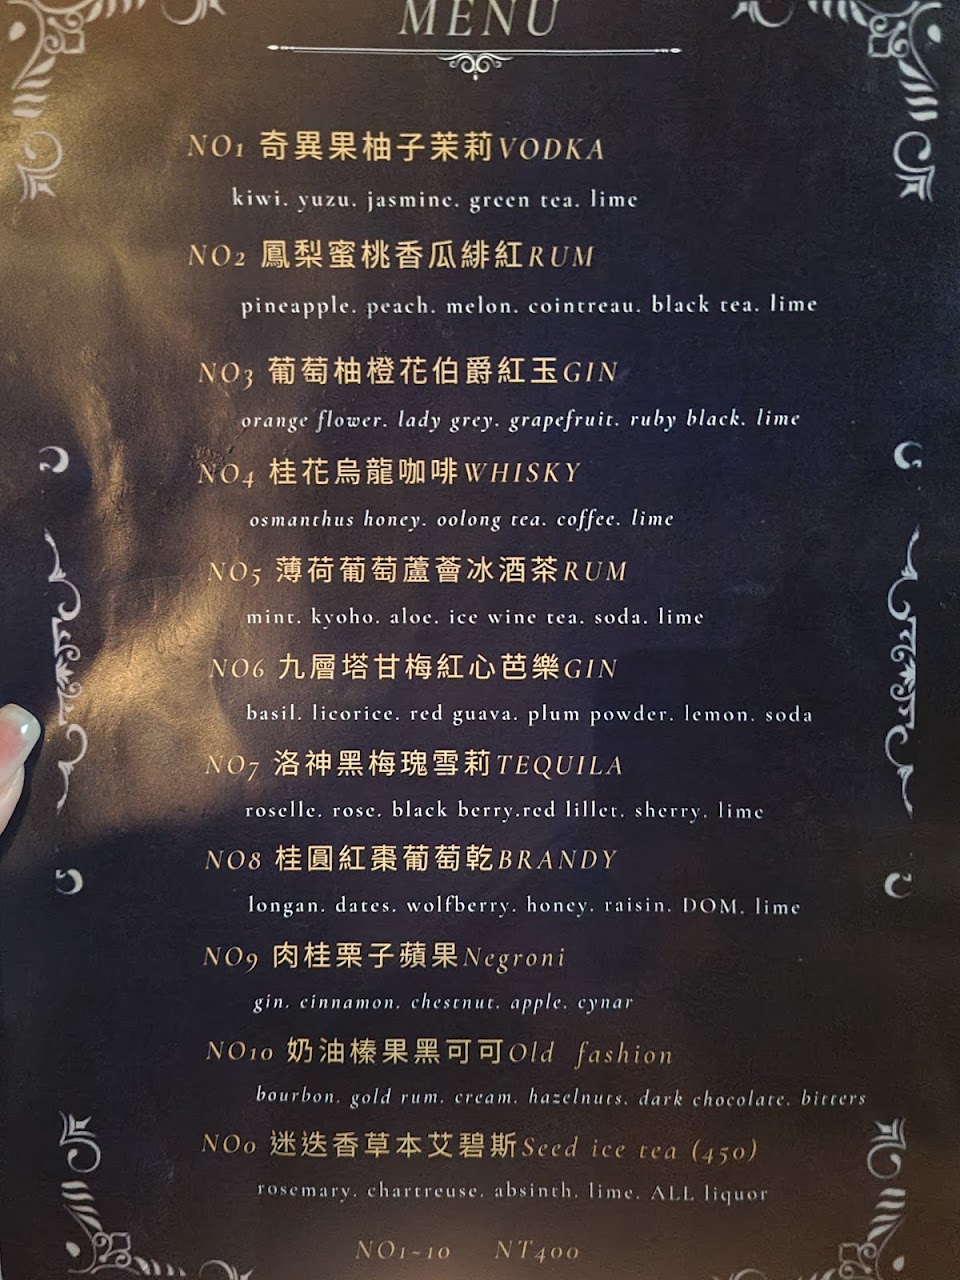 MENU
NO1 奇異果柚子茉莉VODKA
kiwi. yuzu. jasmine. green tea. lime
NO2 鳳梨蜜桃香瓜緋紅RUM
pineapple. peach. melon. cointreau. black tea. lime
NO3 葡萄柚橙花伯爵紅玉GIN
orange flower. lady grey. grapefruit. ruby black. lime
NO4 桂花烏龍咖啡WHISKY
osmanthus honey. oolong tea. coffee. lime
NO5 薄荷葡萄蘆薈冰酒茶RUM
mint. kyoho. aloe. ice wine tea. soda. lime
NO6 九層塔甘梅紅心芭樂GIN
basil. licorice. red guava. plum powder. lemon. soda
NO7 洛神黑梅瑰雪莉TEQUILA
roselle. rose. black berry.red lillet. sherry. lime
NO8 桂圓紅棗葡萄乾BRANDY
longan. dates. wolfberry. honey. raisin. DOM. lime
NO9 肉桂栗子蘋果Negroni
gin. cinnamon. chestnut. apple. cynar
NO10 奶油榛果黑可可Old fashion
bourbon. gold rum. cream. hazelnuts. dark chocolate. bitters
NO0 迷迭香草本艾碧斯Seed ice tea (450)
rosemary. chartreuse. absinth. lime. ALL liquor
NO1~10 NT400